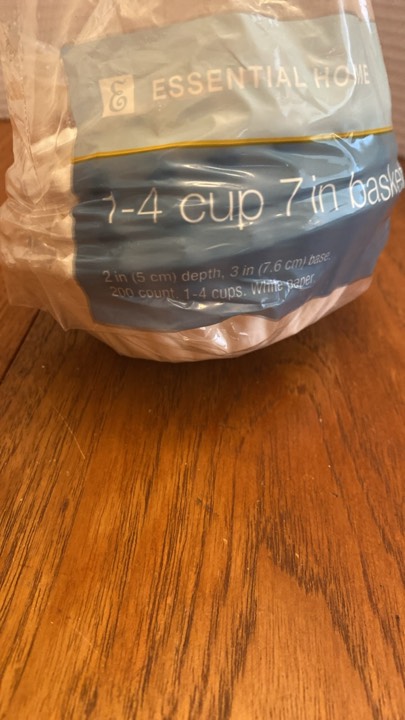 E ESSENTIAL HOME
1-4 cup 7 in basket
2 in (5 cm) depth, 3 in (7.6 cm) base.
200 count. 1-4 cups. White paper